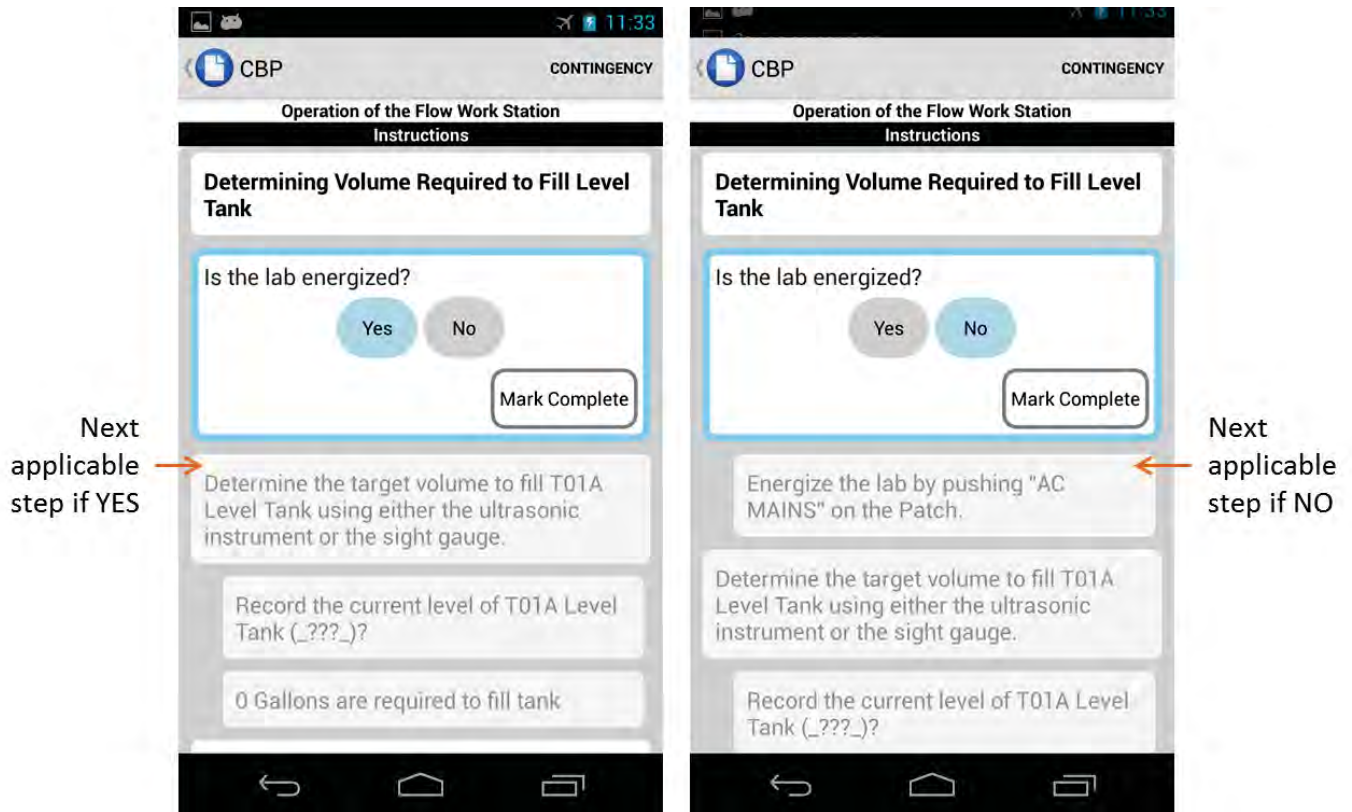 11:33
CBP
CONTINGENCY
Operation of the Flow Work Station
Instructions
Determining Volume Required to Fill Level
Tank
Is the lab energized?
Yes
No
Mark Complete
Determine the target volume to fill T01A
Level Tank using either the ultrasonic
instrument or the sight gauge.
Record the current level of T01A Level
Tank (_???_)?
0 Gallons are required to fill tank
Next
applicable
step if YES
11:33
CBP
CONTINGENCY
Operation of the Flow Work Station
Instructions
Determining Volume Required to Fill Level
Tank
Is the lab energized?
Yes
No
Mark Complete
Energize the lab by pushing "AC
MAINS" on the Patch.
Determine the target volume to fill T01A
Level Tank using either the ultrasonic
instrument or the sight gauge.
Record the current level of T01A Level
Tank (_???_)?
Next
applicable
step if NO